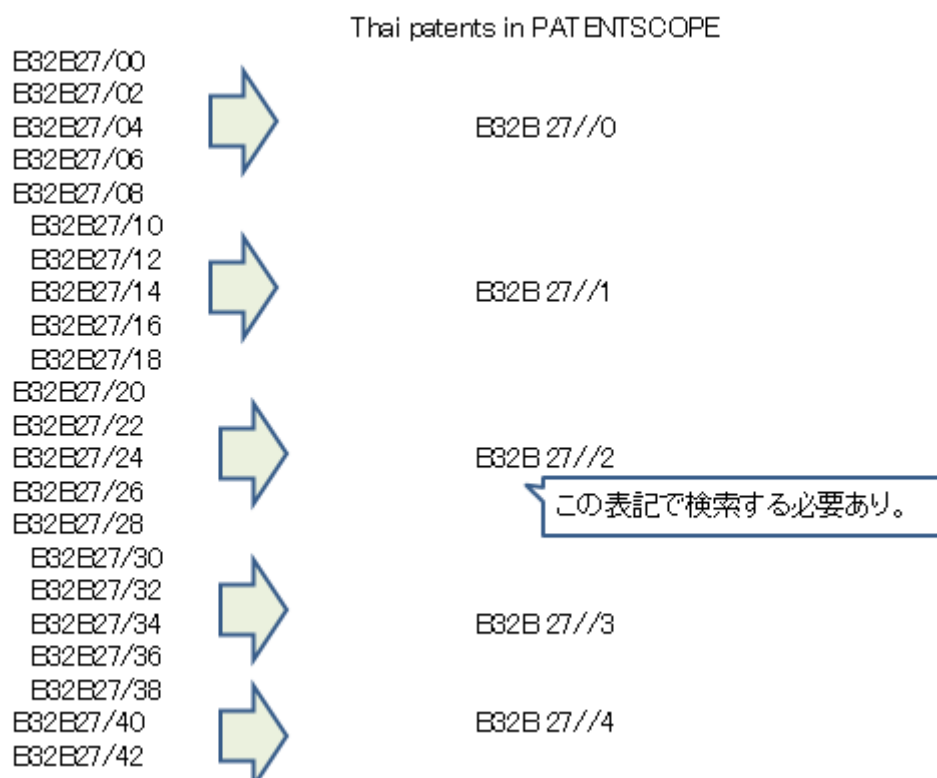 Thai patents in PATENTSCOPE
B32B27/00
B32B27/02
B32B27/04
B32B 27//0
B32B27/06
B32B27/08
B32B27/10
B32B27/12
B32B27/14
B32B 27//1
B32B27/16
B32B27/18
B32B27/20
B32B27/22
B32B27/24
B32B 27//2
B32B27/26
この表記で検索する必要あり。
B32B27/28
B32B27/30
B32B27/32
B32B27/34
B32B 27//3
B32B27/36
B32B27/38
B32B27/40
B32B 27//4
B32B27/42